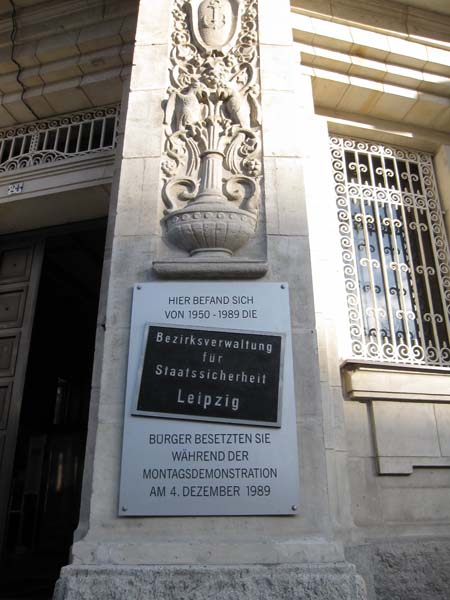 24
HIER BEFAND SICH
VON 1950 - 1989 DIE
Bezirksverwaltung
für
Staatssicherheit
Leipzig
BÜRGER BESETZTEN SIE
WÄHREND DER
MONTAGSDEMONSTRATION
AM 4. DEZEMBER 1989